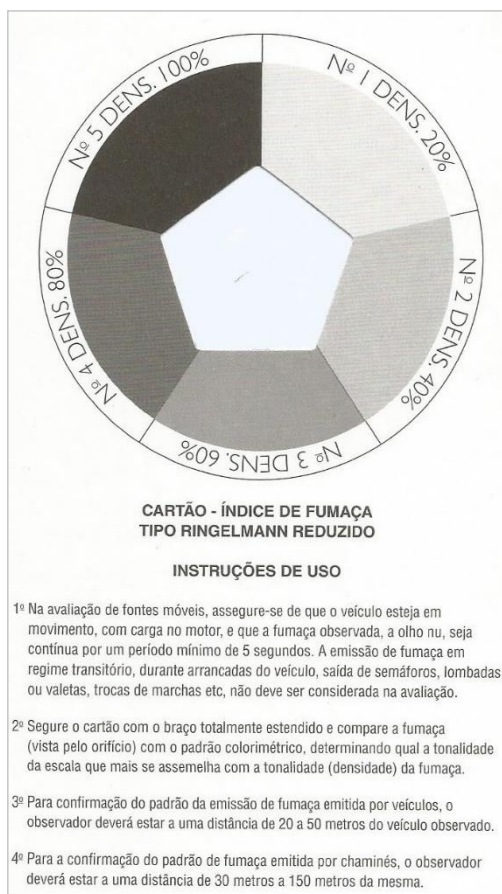 Nº 1 DENS. 20%
Nº 2 DENS. 40%
Nº 3 DENS. 60%
Nº 4 DENS. 80%
Nº 5 DENS. 100%
CARTÃO - ÍNDICE DE FUMAÇA
TIPO RINGELMANN REDUZIDO
INSTRUÇÕES DE USO
1º Na avaliação de fontes móveis, assegure-se de que o veículo esteja em
movimento, com carga no motor, e que a fumaça observada, a olho nu, seja
contínua por um período mínimo de 5 segundos. A emissão de fumaça em
regime transitório, durante arrancadas do veículo, saída de semáforos, lombadas
ou valetas, trocas de marchas etc, não deve ser considerada na avaliação.
2º Segure o cartão com o braço totalmente estendido e compare a fumaça
(vista pelo orifício) com o padrão colorimétrico, determinando qual a tonalidade
da escala que mais se assemelha com a tonalidade (densidade) da fumaça.
3º Para confirmação do padrão da emissão de fumaça emitida por veículos, o
observador deverá estar a uma distância de 20 a 50 metros do veículo observado.
4º Para a confirmação do padrão de fumaça emitida por chaminés, o observador
deverá estar a uma distância de 30 metros a 150 metros da mesma.